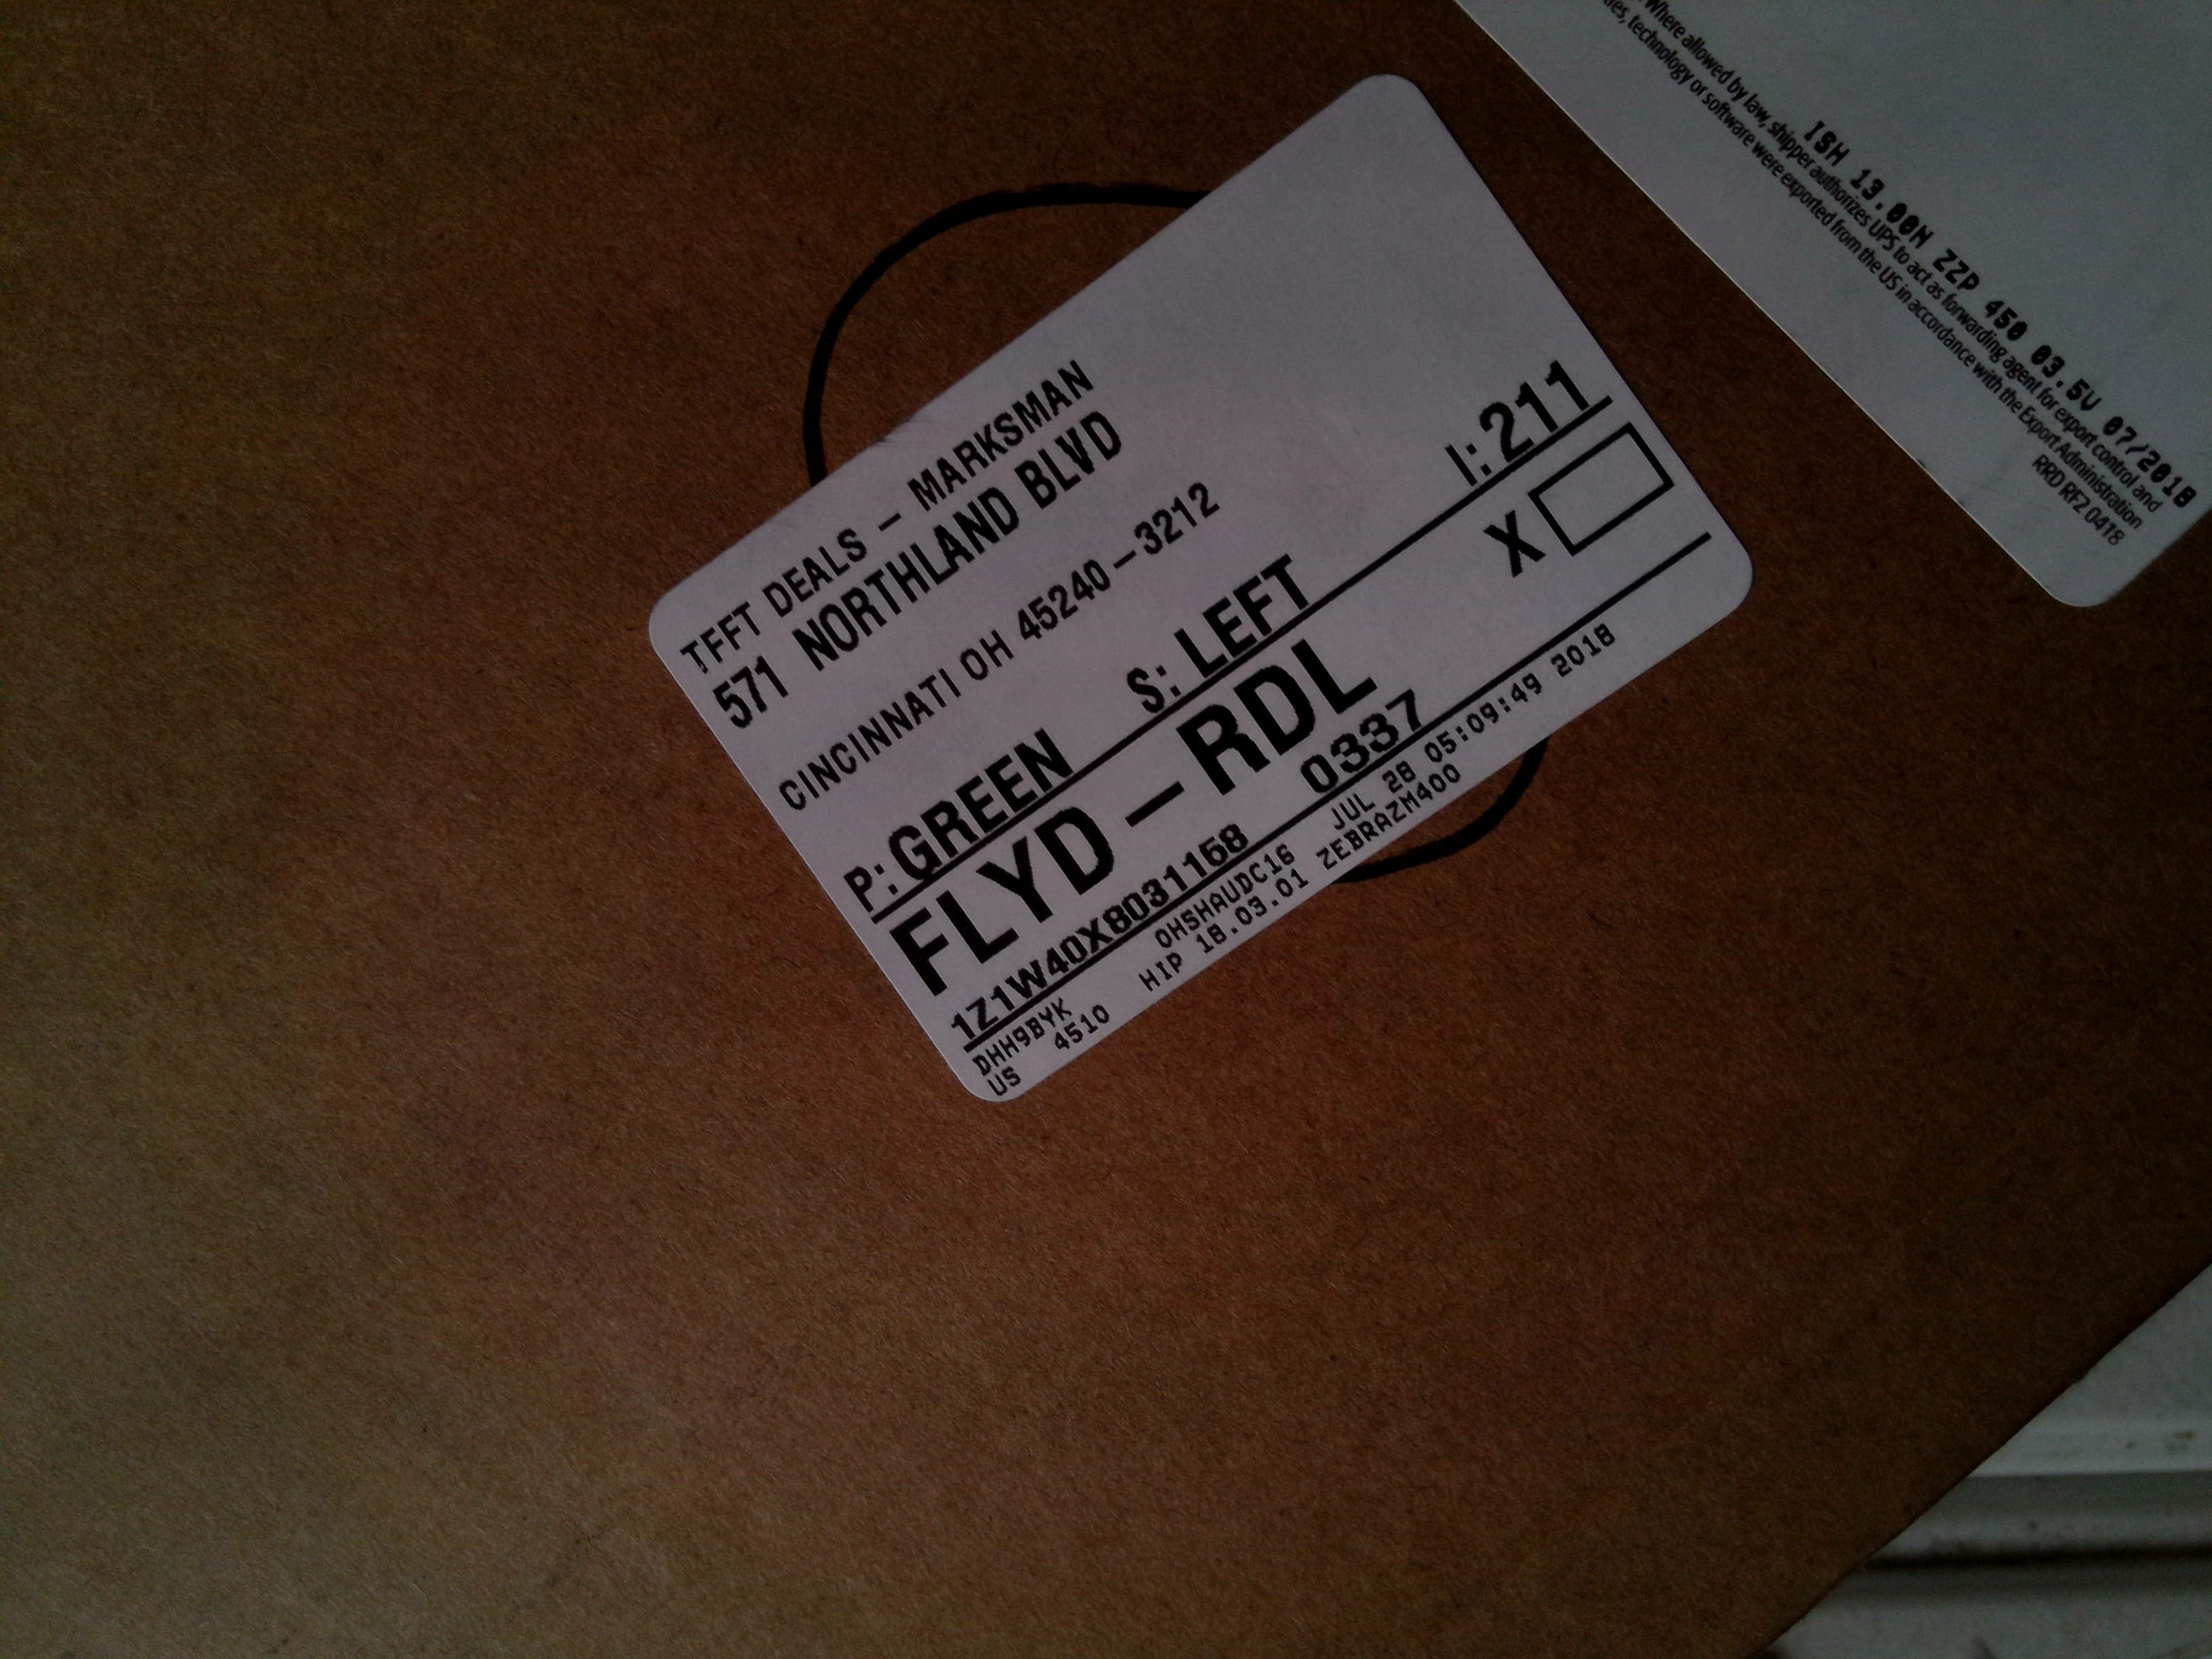 TFFT DEALS - MARKSMAN
571 NORTHLAND BLVD
CINCINNATI OH 45240-3212
P: GREEN S: LEFT I: 211
FLYD-RDL X
1Z1W40X8031158 0337
DHH9BYK OHSHAUDC16 JUL 28 05:09:49 2018
US 4510 HIP 18.03.01 ZEBRAZM400
ISH 13.00N ZZP 450 03.5V 07/2018
Where allowed by law, shipper authorizes UPS to act as forwarding agent for export control and
technology or software were exported from the US in accordance with the Export Administration
RRD RF2 0418